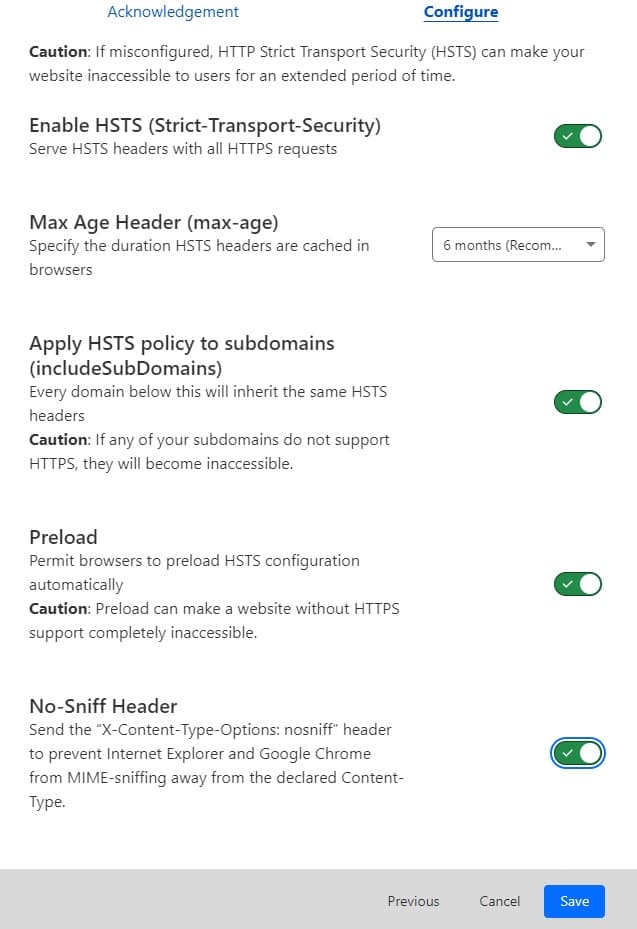 Acknowledgement
Configure
Caution: If misconfigured, HTTP Strict Transport Security (HSTS) can make your
website inaccessible to users for an extended period of time.
Enable HSTS (Strict-Transport-Security)
Serve HSTS headers with all HTTPS requests
Max Age Header (max-age)
Specify the duration HSTS headers are cached in
browsers
6 months (Recom...
Apply HSTS policy to subdomains
(includeSubDomains)
Every domain below this will inherit the same HSTS
headers
Caution: If any of your subdomains do not support
HTTPS, they will become inaccessible.
Preload
Permit browsers to preload HSTS configuration
automatically
Caution: Preload can make a website without HTTPS
support completely inaccessible.
No-Sniff Header
Send the “X-Content-Type-Options: nosniff” header
to prevent Internet Explorer and Google Chrome
from MIME-sniffing away from the declared Content-
Type.
Previous
Cancel
Save